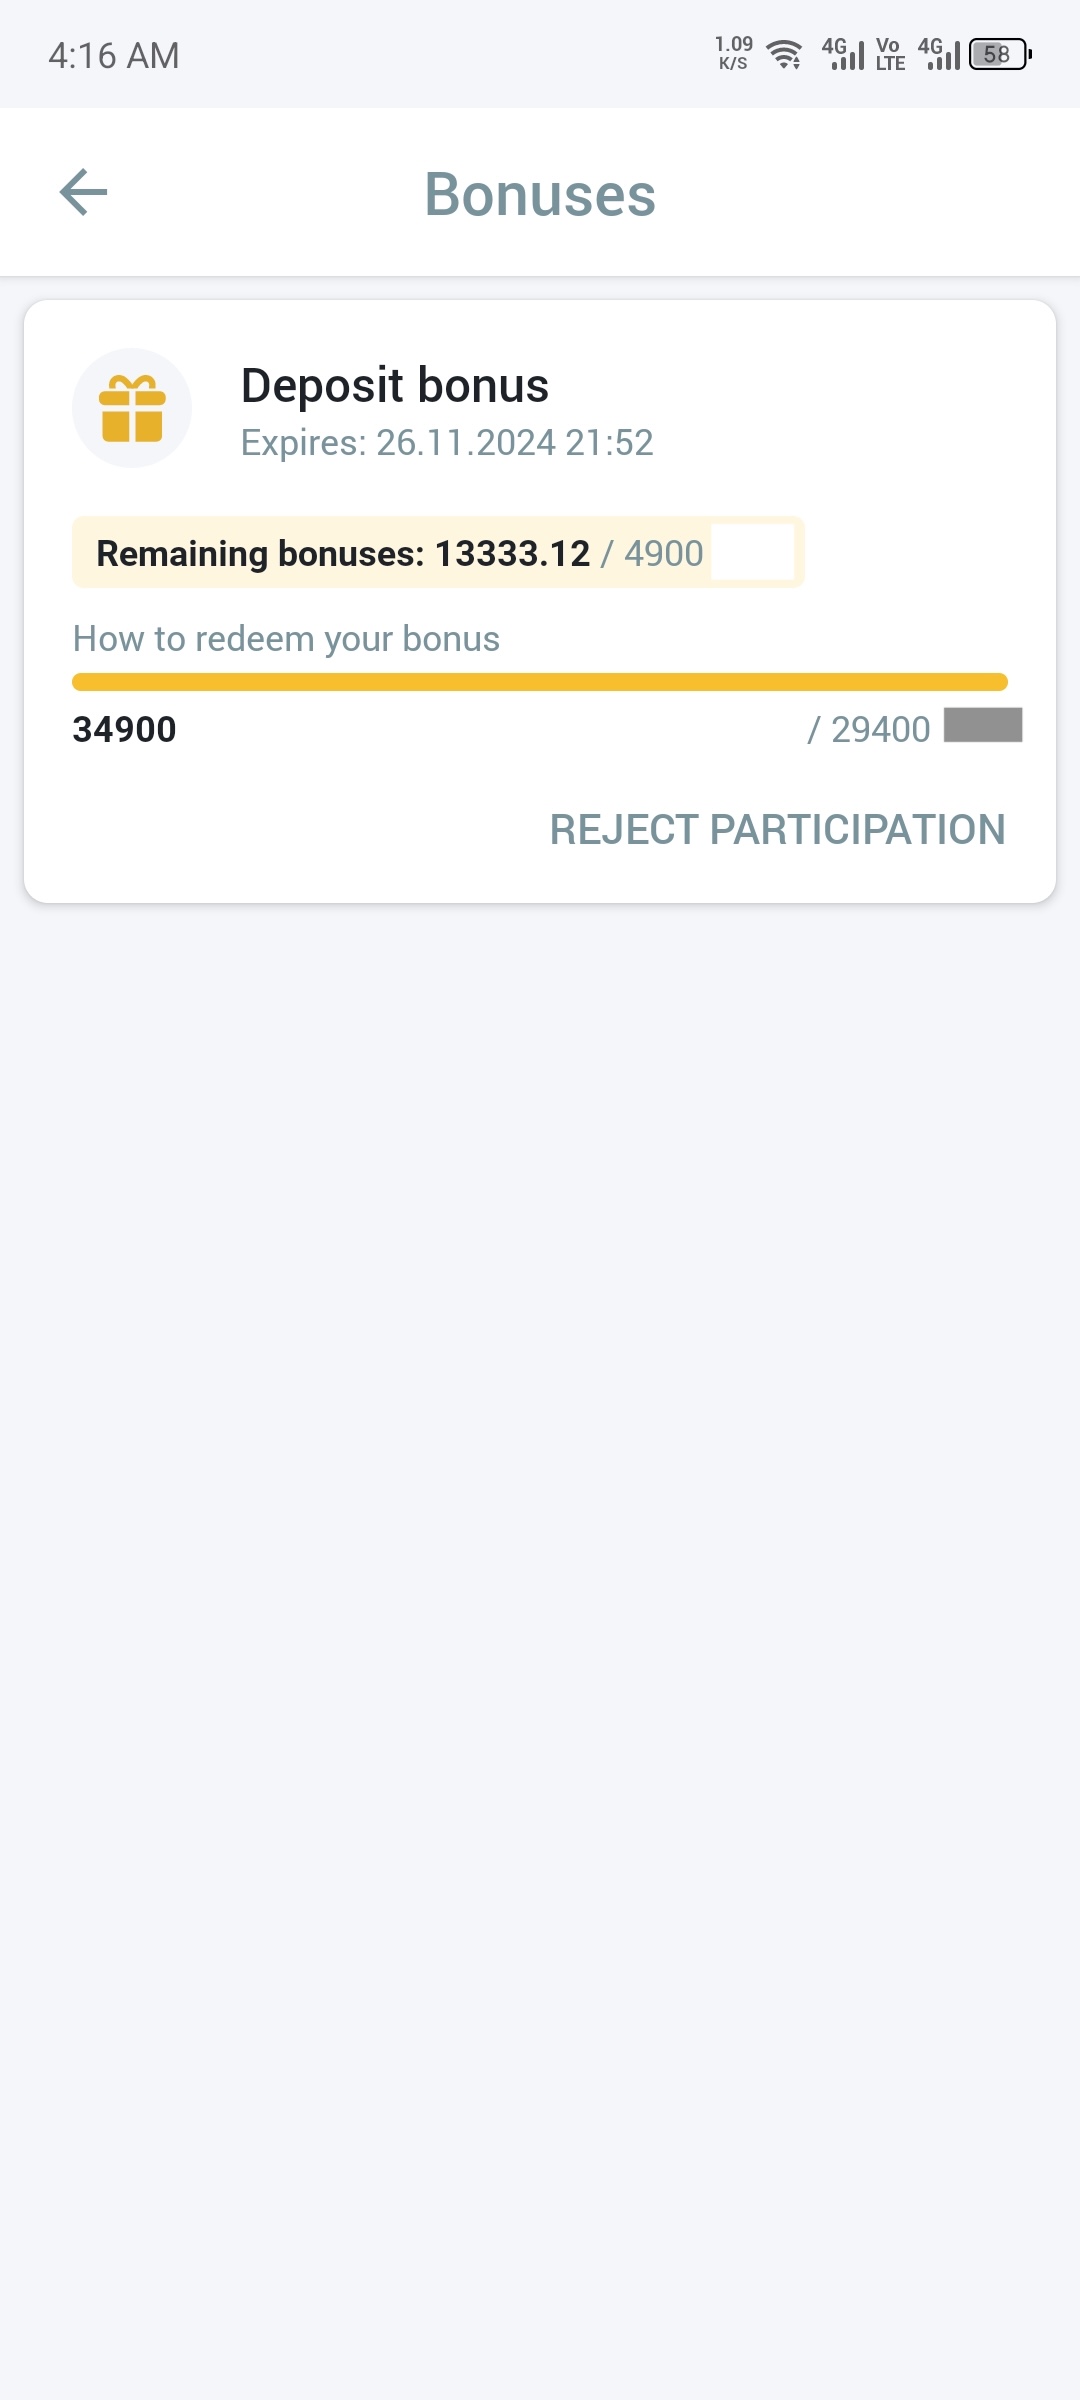 4:16 AM
1.09 K/S 4G Vo LTE 4G 58
Bonuses
Deposit bonus
Expires: 26.11.2024 21:52
Remaining bonuses: 13333.12 / 4900
How to redeem your bonus
34900 / 29400
REJECT PARTICIPATION